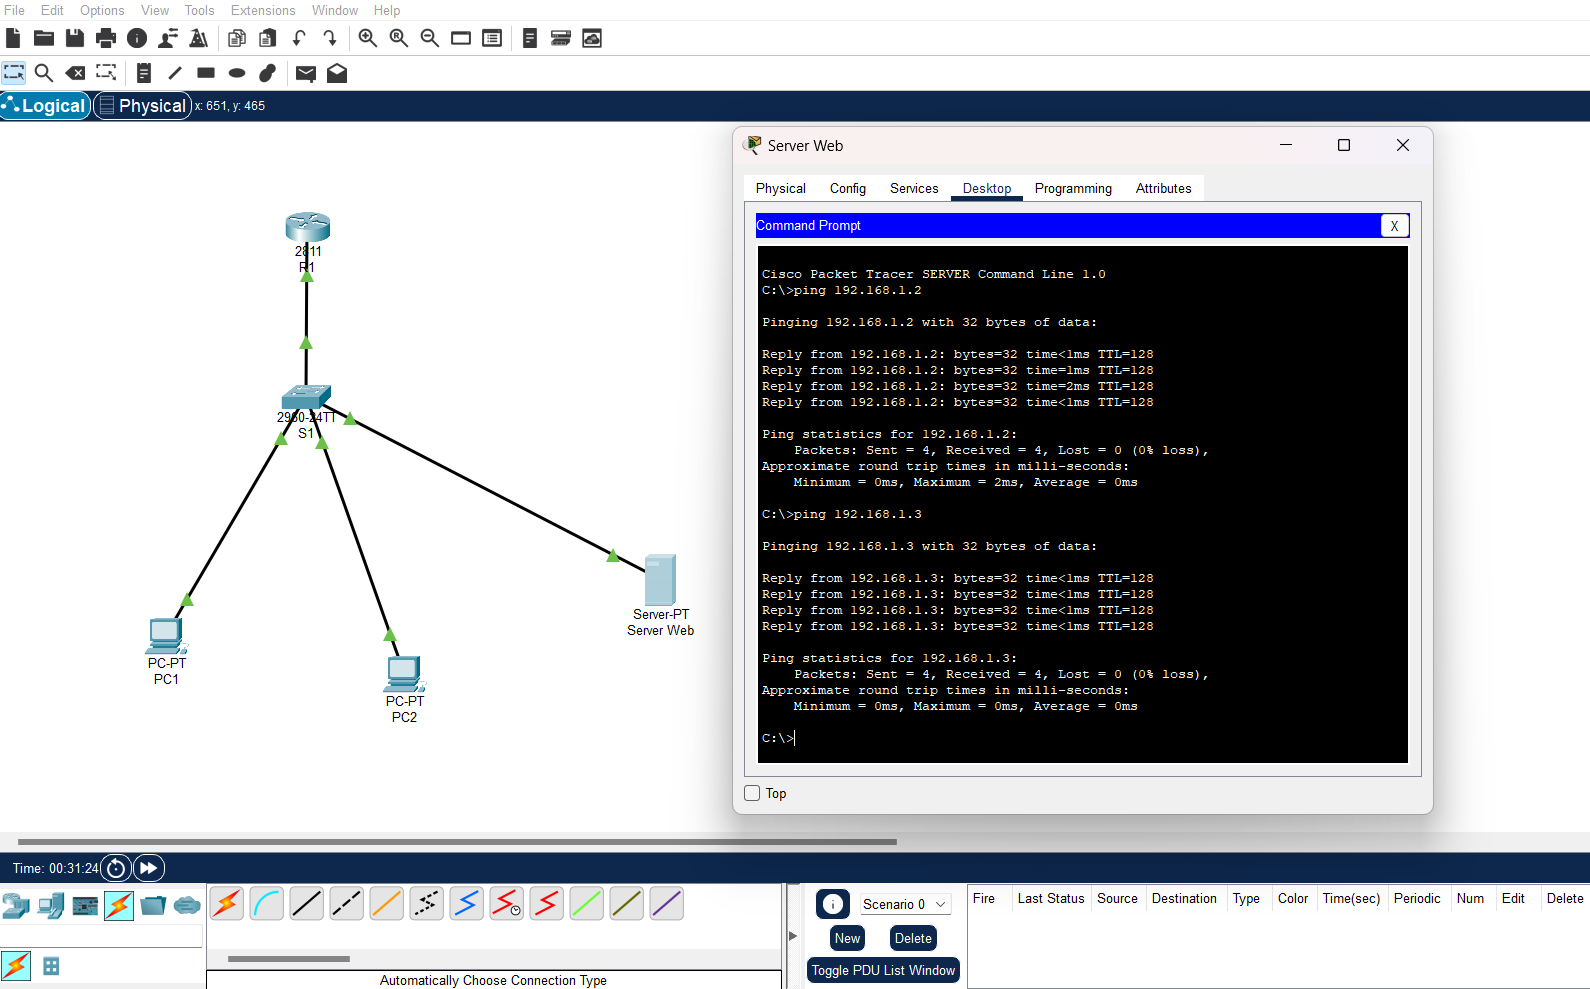 File Edit Options View Tools Extensions Window Help
Logical Physical x: 651, y: 465
2811
R1
2960-24TT
S1
Server-PT
Server Web
PC-PT
PC1
PC-PT
PC2
Server Web
Physical Config Services Desktop Programming Attributes
Command Prompt X
Cisco Packet Tracer SERVER Command Line 1.0
C:\>ping 192.168.1.2
Pinging 192.168.1.2 with 32 bytes of data:
Reply from 192.168.1.2: bytes=32 time<1ms TTL=128
Reply from 192.168.1.2: bytes=32 time=1ms TTL=128
Reply from 192.168.1.2: bytes=32 time=2ms TTL=128
Reply from 192.168.1.2: bytes=32 time<1ms TTL=128
Ping statistics for 192.168.1.2:
Packets: Sent = 4, Received = 4, Lost = 0 (0% loss),
Approximate round trip times in milli-seconds:
Minimum = 0ms, Maximum = 2ms, Average = 0ms
C:\>ping 192.168.1.3
Pinging 192.168.1.3 with 32 bytes of data:
Reply from 192.168.1.3: bytes=32 time<1ms TTL=128
Reply from 192.168.1.3: bytes=32 time<1ms TTL=128
Reply from 192.168.1.3: bytes=32 time<1ms TTL=128
Reply from 192.168.1.3: bytes=32 time<1ms TTL=128
Ping statistics for 192.168.1.3:
Packets: Sent = 4, Received = 4, Lost = 0 (0% loss),
Approximate round trip times in milli-seconds:
Minimum = 0ms, Maximum = 0ms, Average = 0ms
C:\>
Top
Time: 00:31:24
Scenario 0
New Delete
Toggle PDU List Window
Fire Last Status Source Destination Type Color Time(sec) Periodic Num Edit Delete
Automatically Choose Connection Type